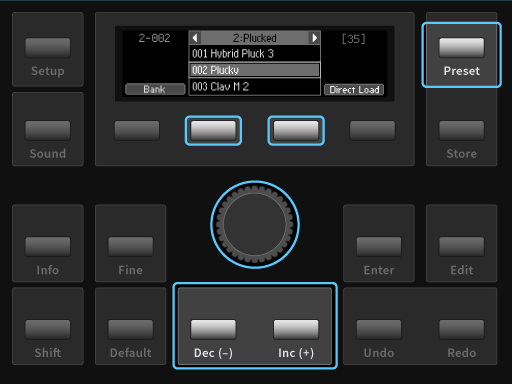 2-002
2:Plucked
[35]
001 Hybrid Pluck 3
002 Plucky
003 Clav M 2
Bank
Direct Load
Setup
Preset
Sound
Store
Info
Fine
Enter
Edit
Shift
Default
Dec (–)
Inc (+)
Undo
Redo